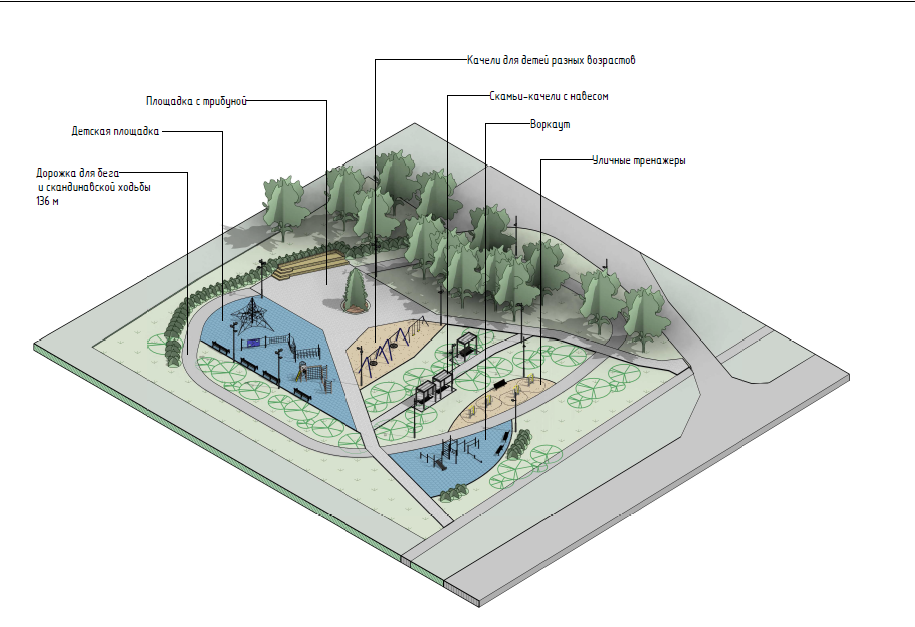 Качели для детей разных возрастов
Скамьи-качели с навесом
Площадка с трибуной
Воркаут
Детская площадка
Уличные тренажеры
Дорожка для бега
и скандинавской ходьбы
136 м